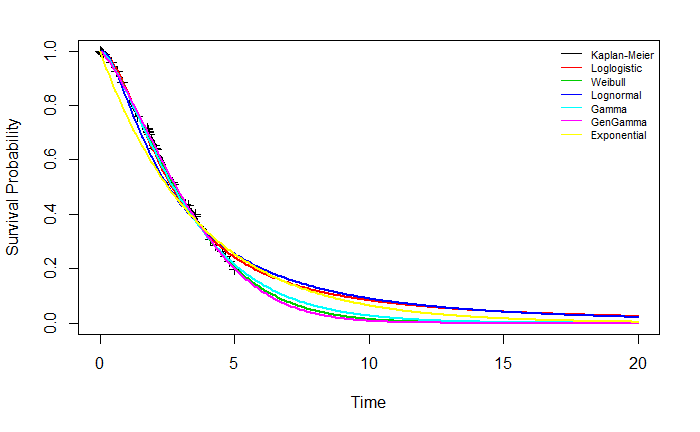 Kaplan-Meier
Loglogistic
Weibull
Lognormal
Gamma
GenGamma
Exponential
Survival Probability
1.0
0.8
0.6
0.4
0.2
0.0
0
5
10
15
20
Time